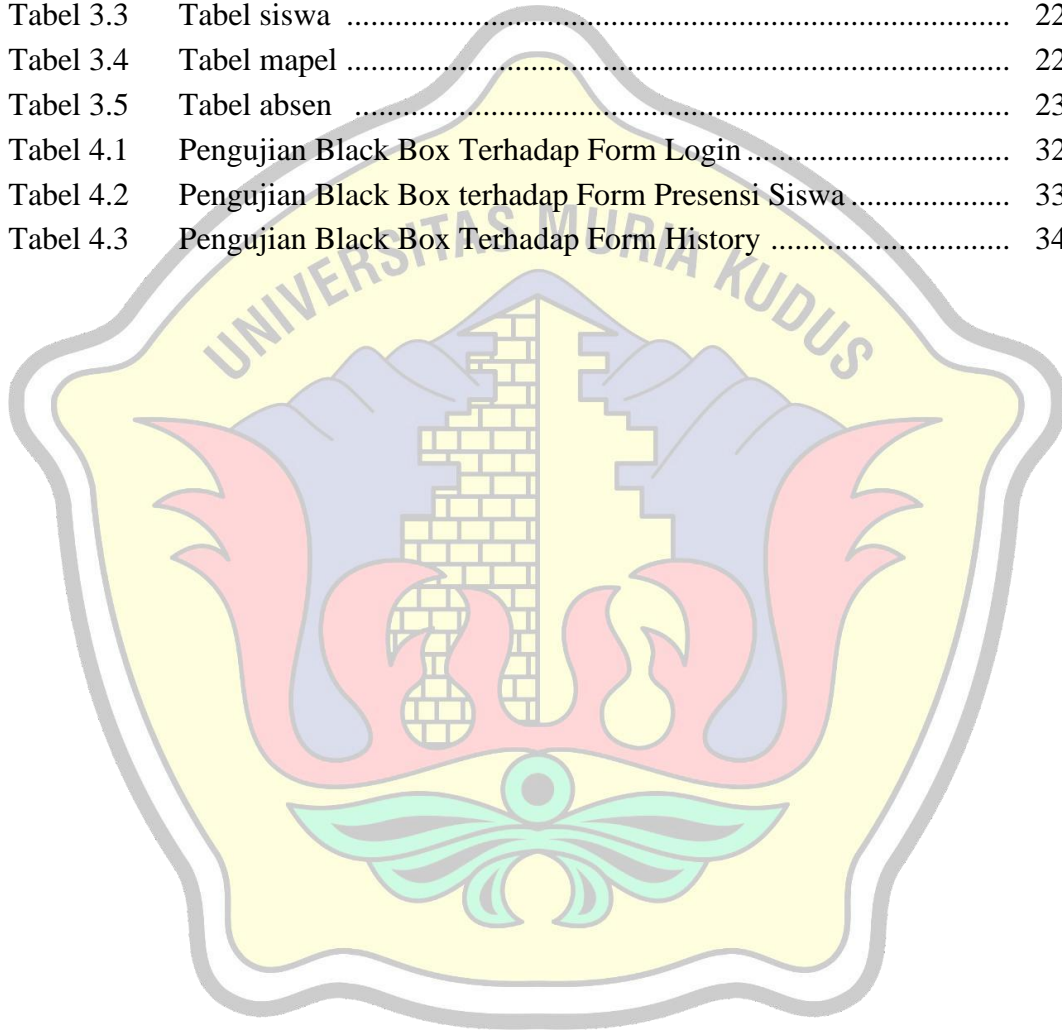 Tabel 3.3 Tabel siswa ........................................................................ 22
Tabel 3.4 Tabel mapel ........................................................................ 22
Tabel 3.5 Tabel absen ........................................................................ 23
Tabel 4.1 Pengujian Black Box Terhadap Form Login ............................ 32
Tabel 4.2 Pengujian Black Box terhadap Form Presensi Siswa ................. 33
Tabel 4.3 Pengujian Black Box Terhadap Form History .......................... 34
UNIVERSITAS MURIA KUDUS